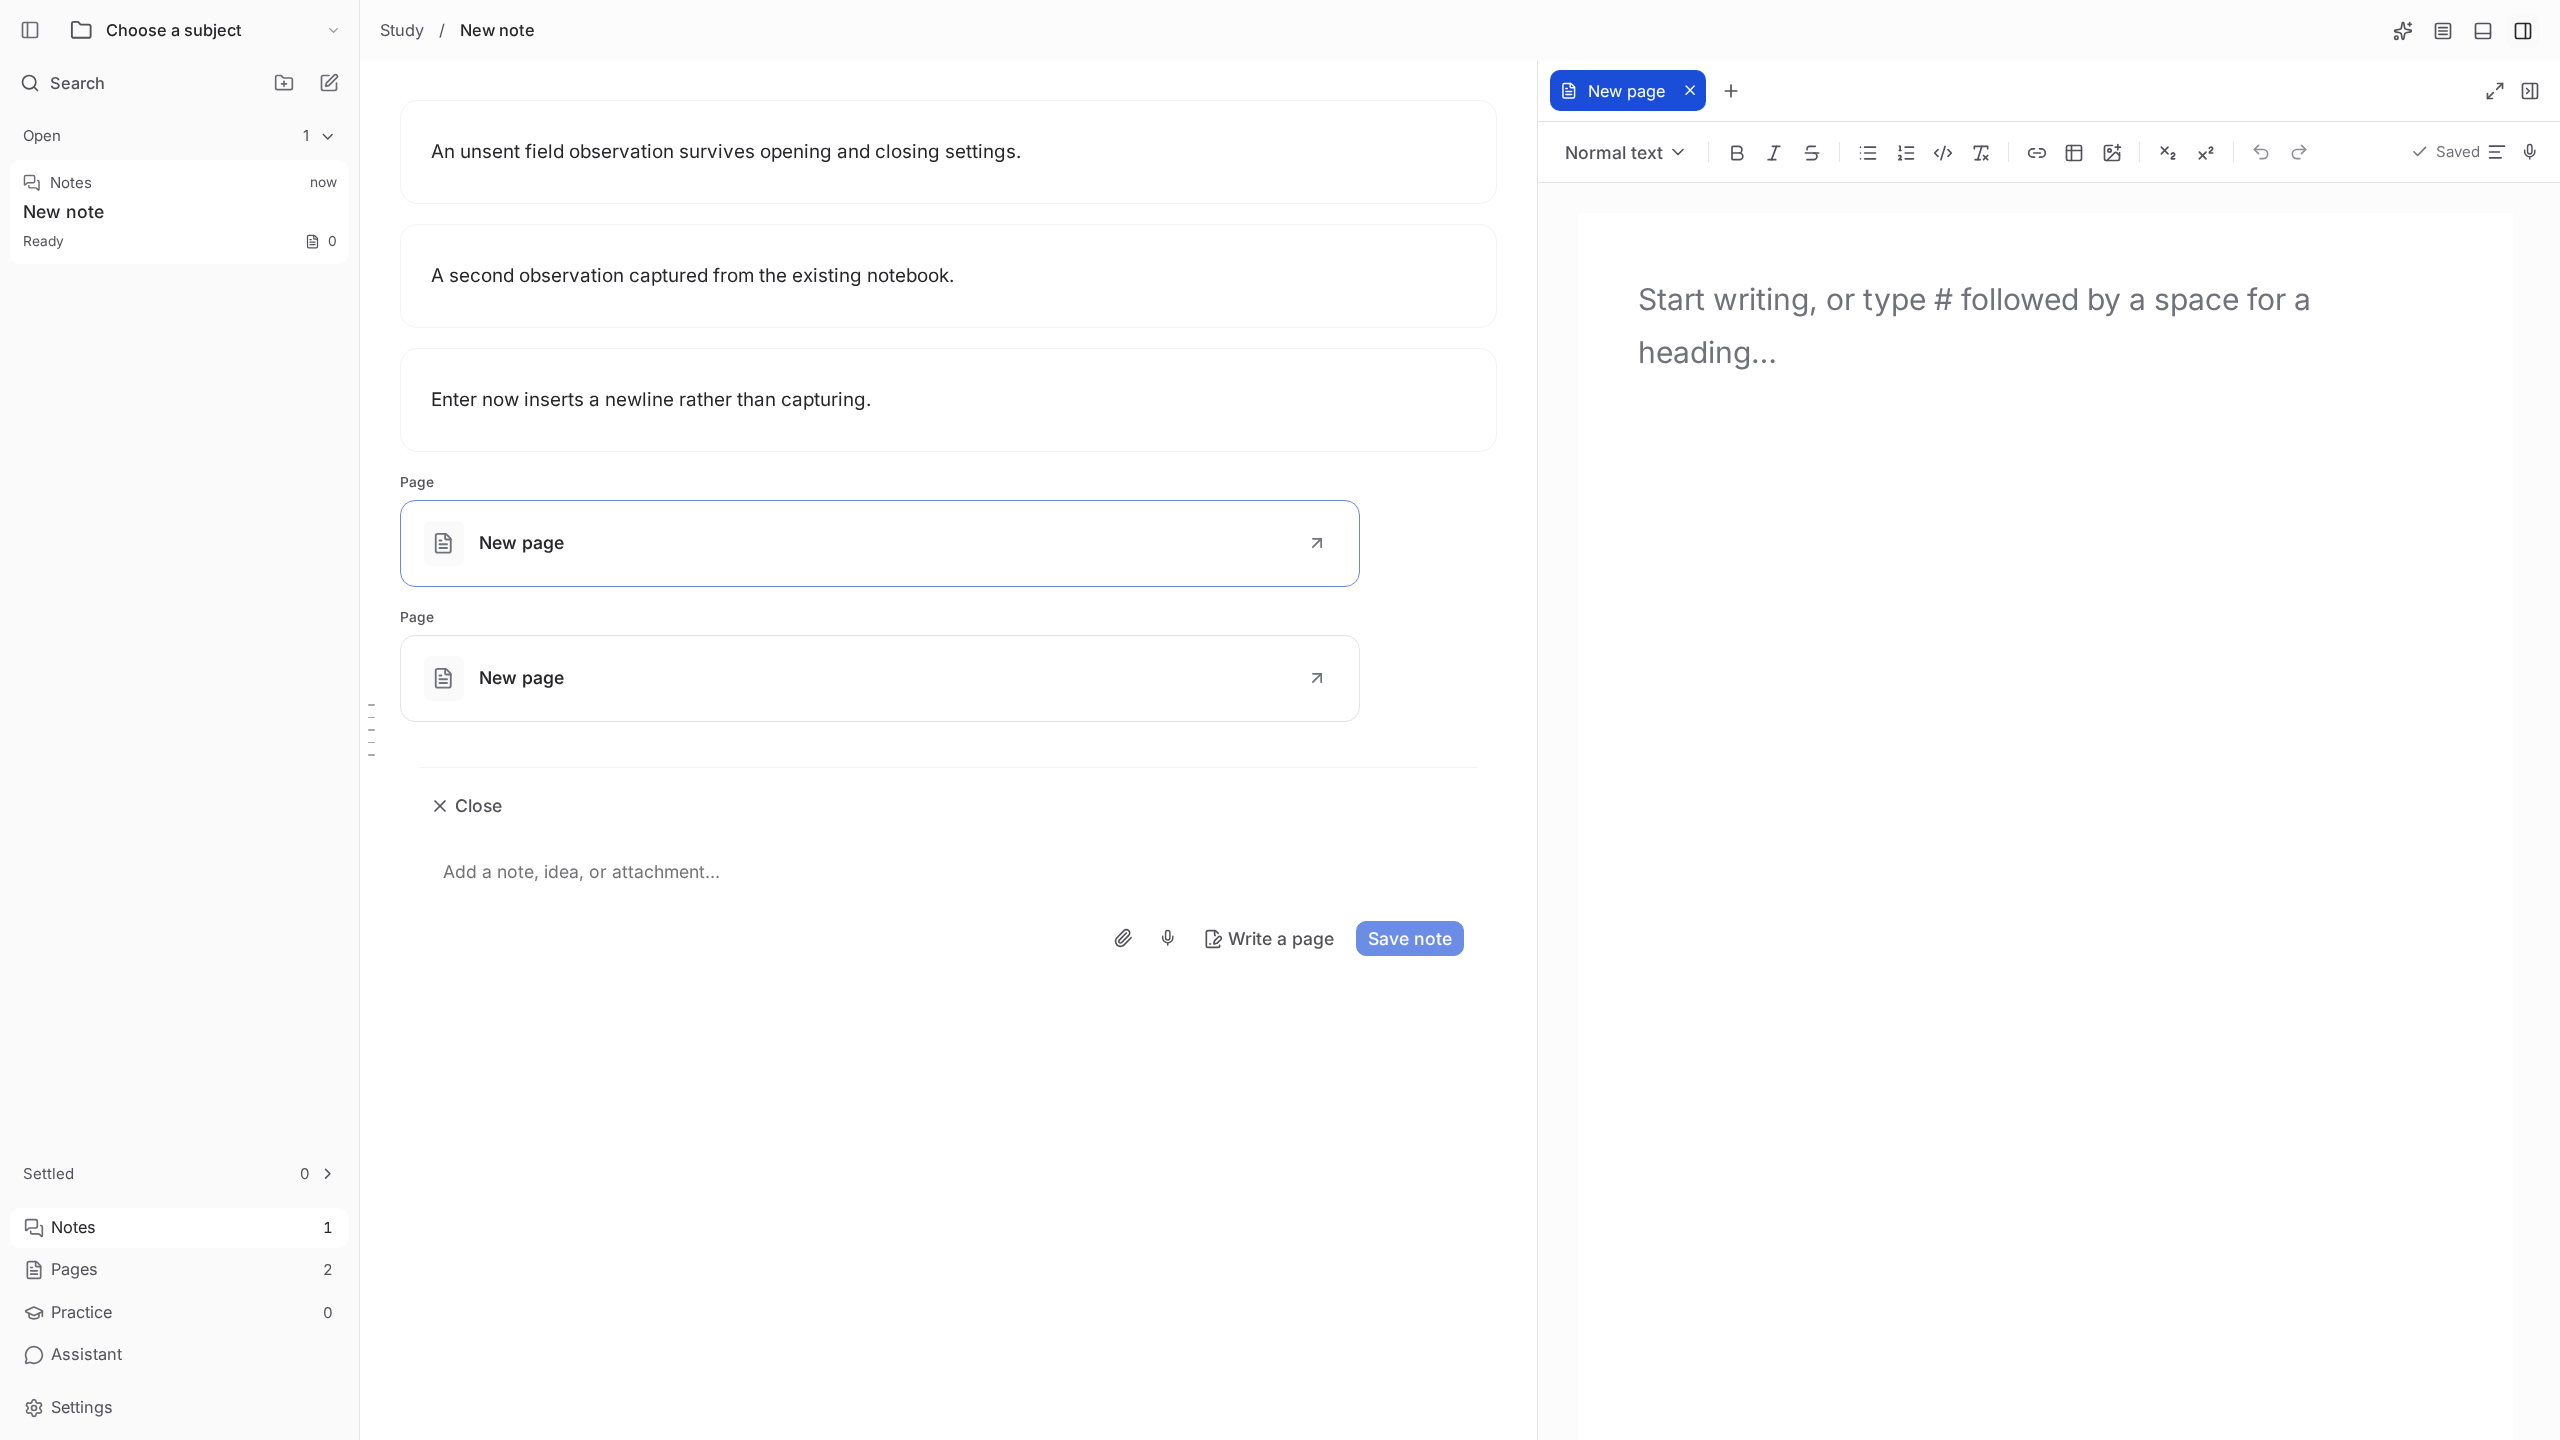 Choose a subject
Search
Open 1
Notes now
New note
Ready 0
Settled 0
Notes 1
Pages 2
Practice 0
Assistant
Settings
Study / New note
An unsent field observation survives opening and closing settings.
A second observation captured from the existing notebook.
Enter now inserts a newline rather than capturing.
Page
New page
Page
New page
Close
Add a note, idea, or attachment...
Write a page
Save note
New page
Normal text
Saved
Start writing, or type # followed by a space for a
heading...